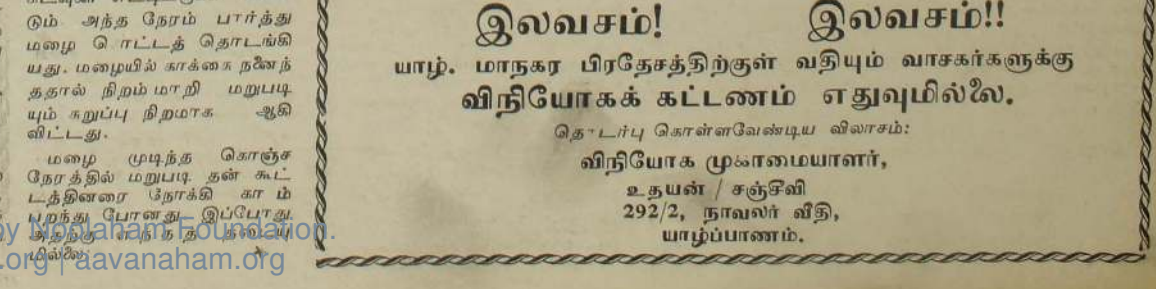 டும் அந்த நேரம் பார்த்து
மழை கொட்டத் தொடங்கி
யது. மழையில் காக்கை நனைந்
ததால் நிறம் மாறி மறுபடி
யும் கறுப்பு நிறமாக ஆகி
விட்டது.
மழை முடிந்த கொஞ்ச
நேரத்தில் மறுபடி தன் கூட்
டத்தினரை நோக்கி
பறந்து போனது. இப்போது
அதற்கு
மில்லை
இலவசம்! இலவசம்!!
யாழ். மாநகர பிரதேசத்திற்குள் வதியும் வாசகர்களுக்கு
விநியோகக் கட்டணம் எதுவுமில்லை.
தொடர்பு கொள்ளவேண்டிய விலாசம்:
விநியோக முகாமையாளர்,
உதயன் / சஞ்சீவி
292/2, நாவலர் வீதி,
யாழ்ப்பாணம்.
by Noolaham Foundation.
.org | aavanaham.org